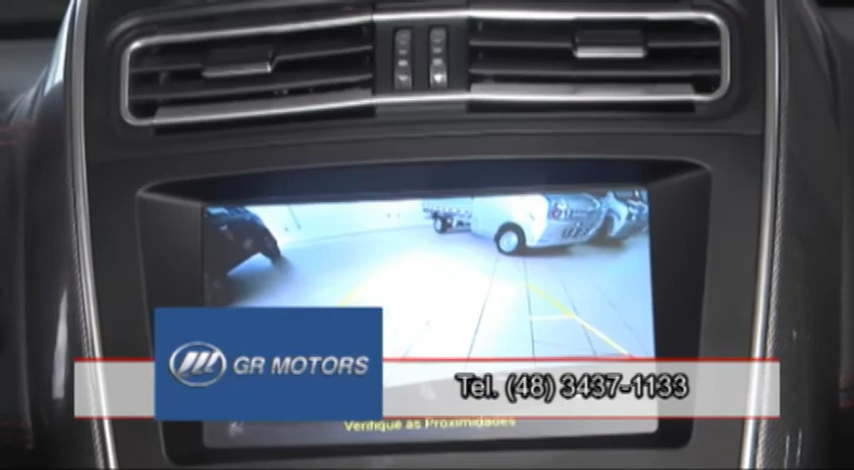 GR MOTORS
Tel. (48) 3437-1133
Verifique as Proximidades